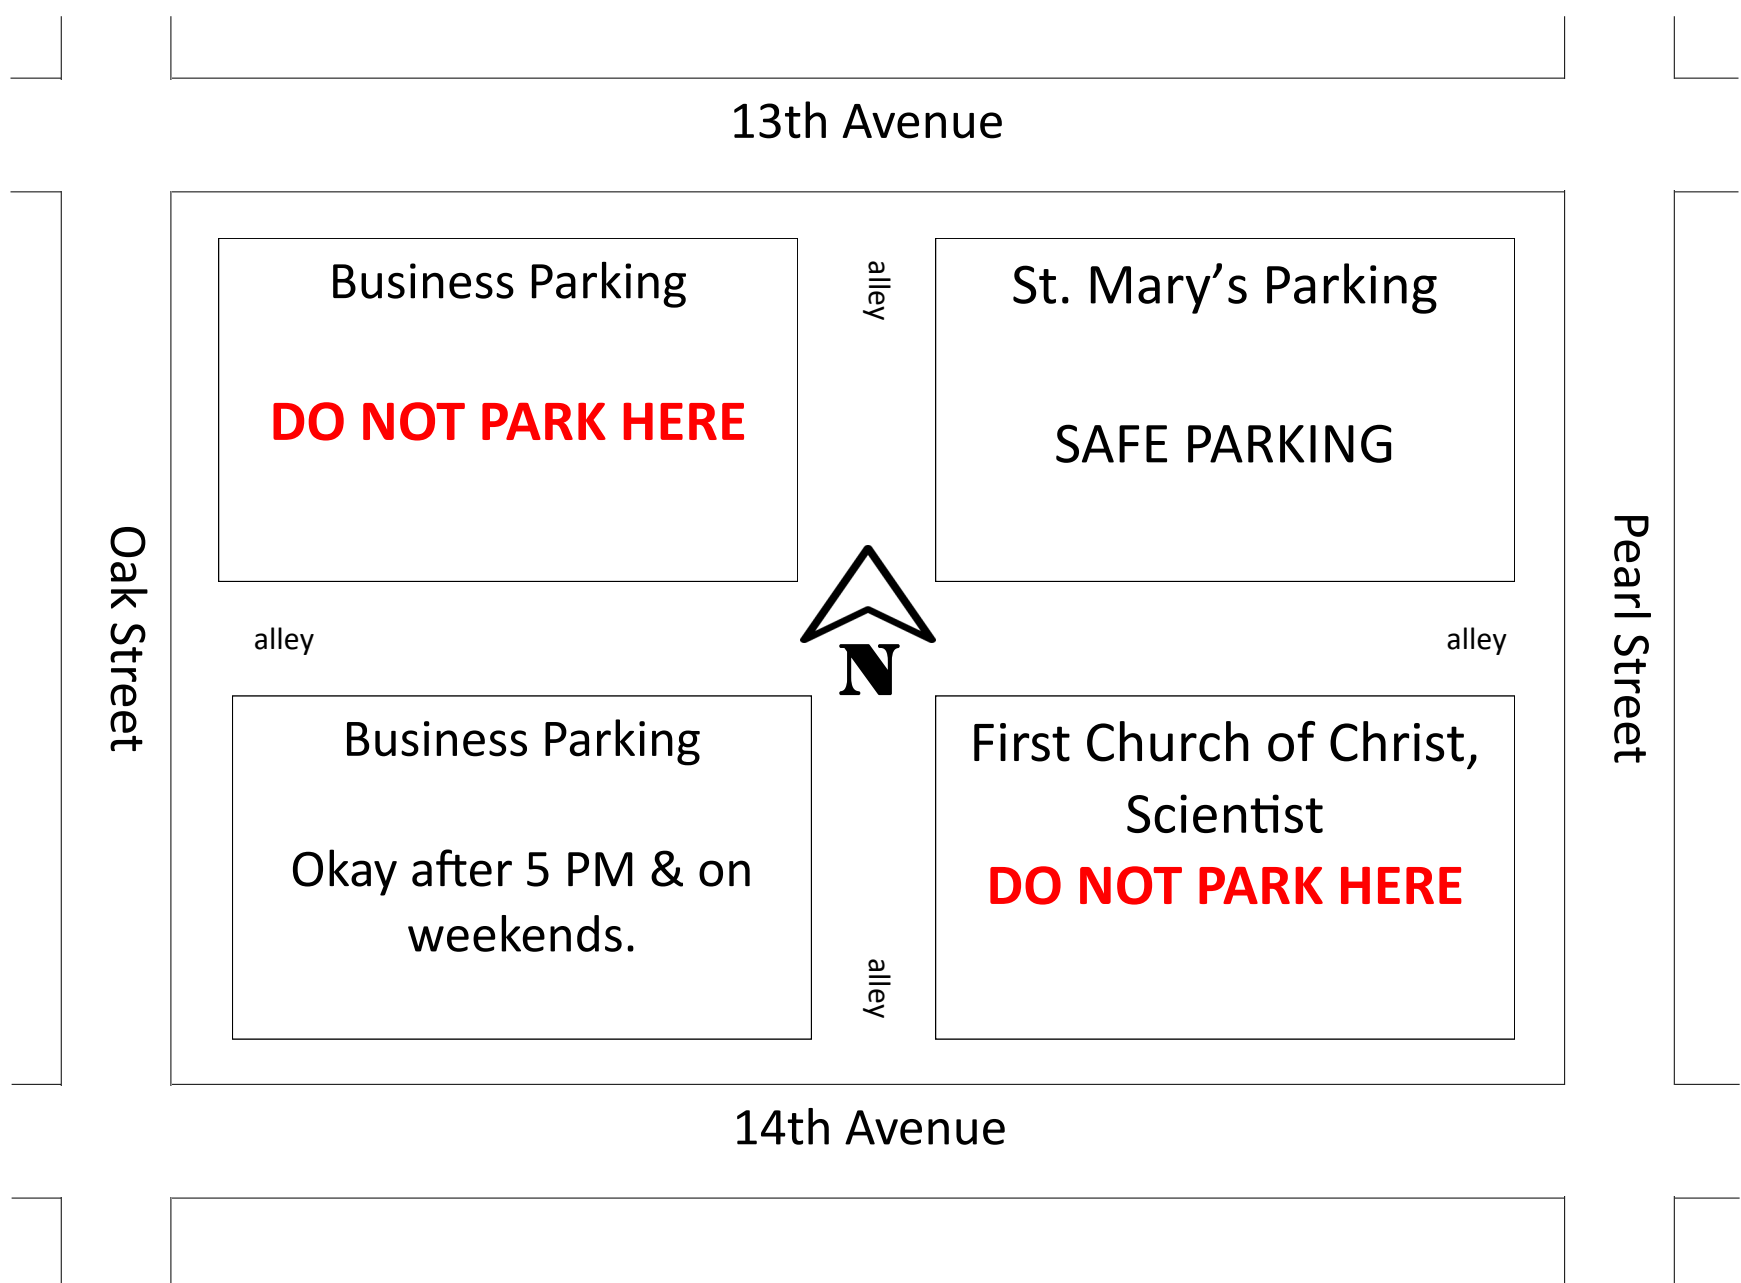 13th Avenue
Business Parking
DO NOT PARK HERE
alley
St. Mary’s Parking
SAFE PARKING
Oak Street
alley
N
alley
Pearl Street
Business Parking
Okay after 5 PM & on
weekends.
alley
First Church of Christ,
Scientist
DO NOT PARK HERE
14th Avenue